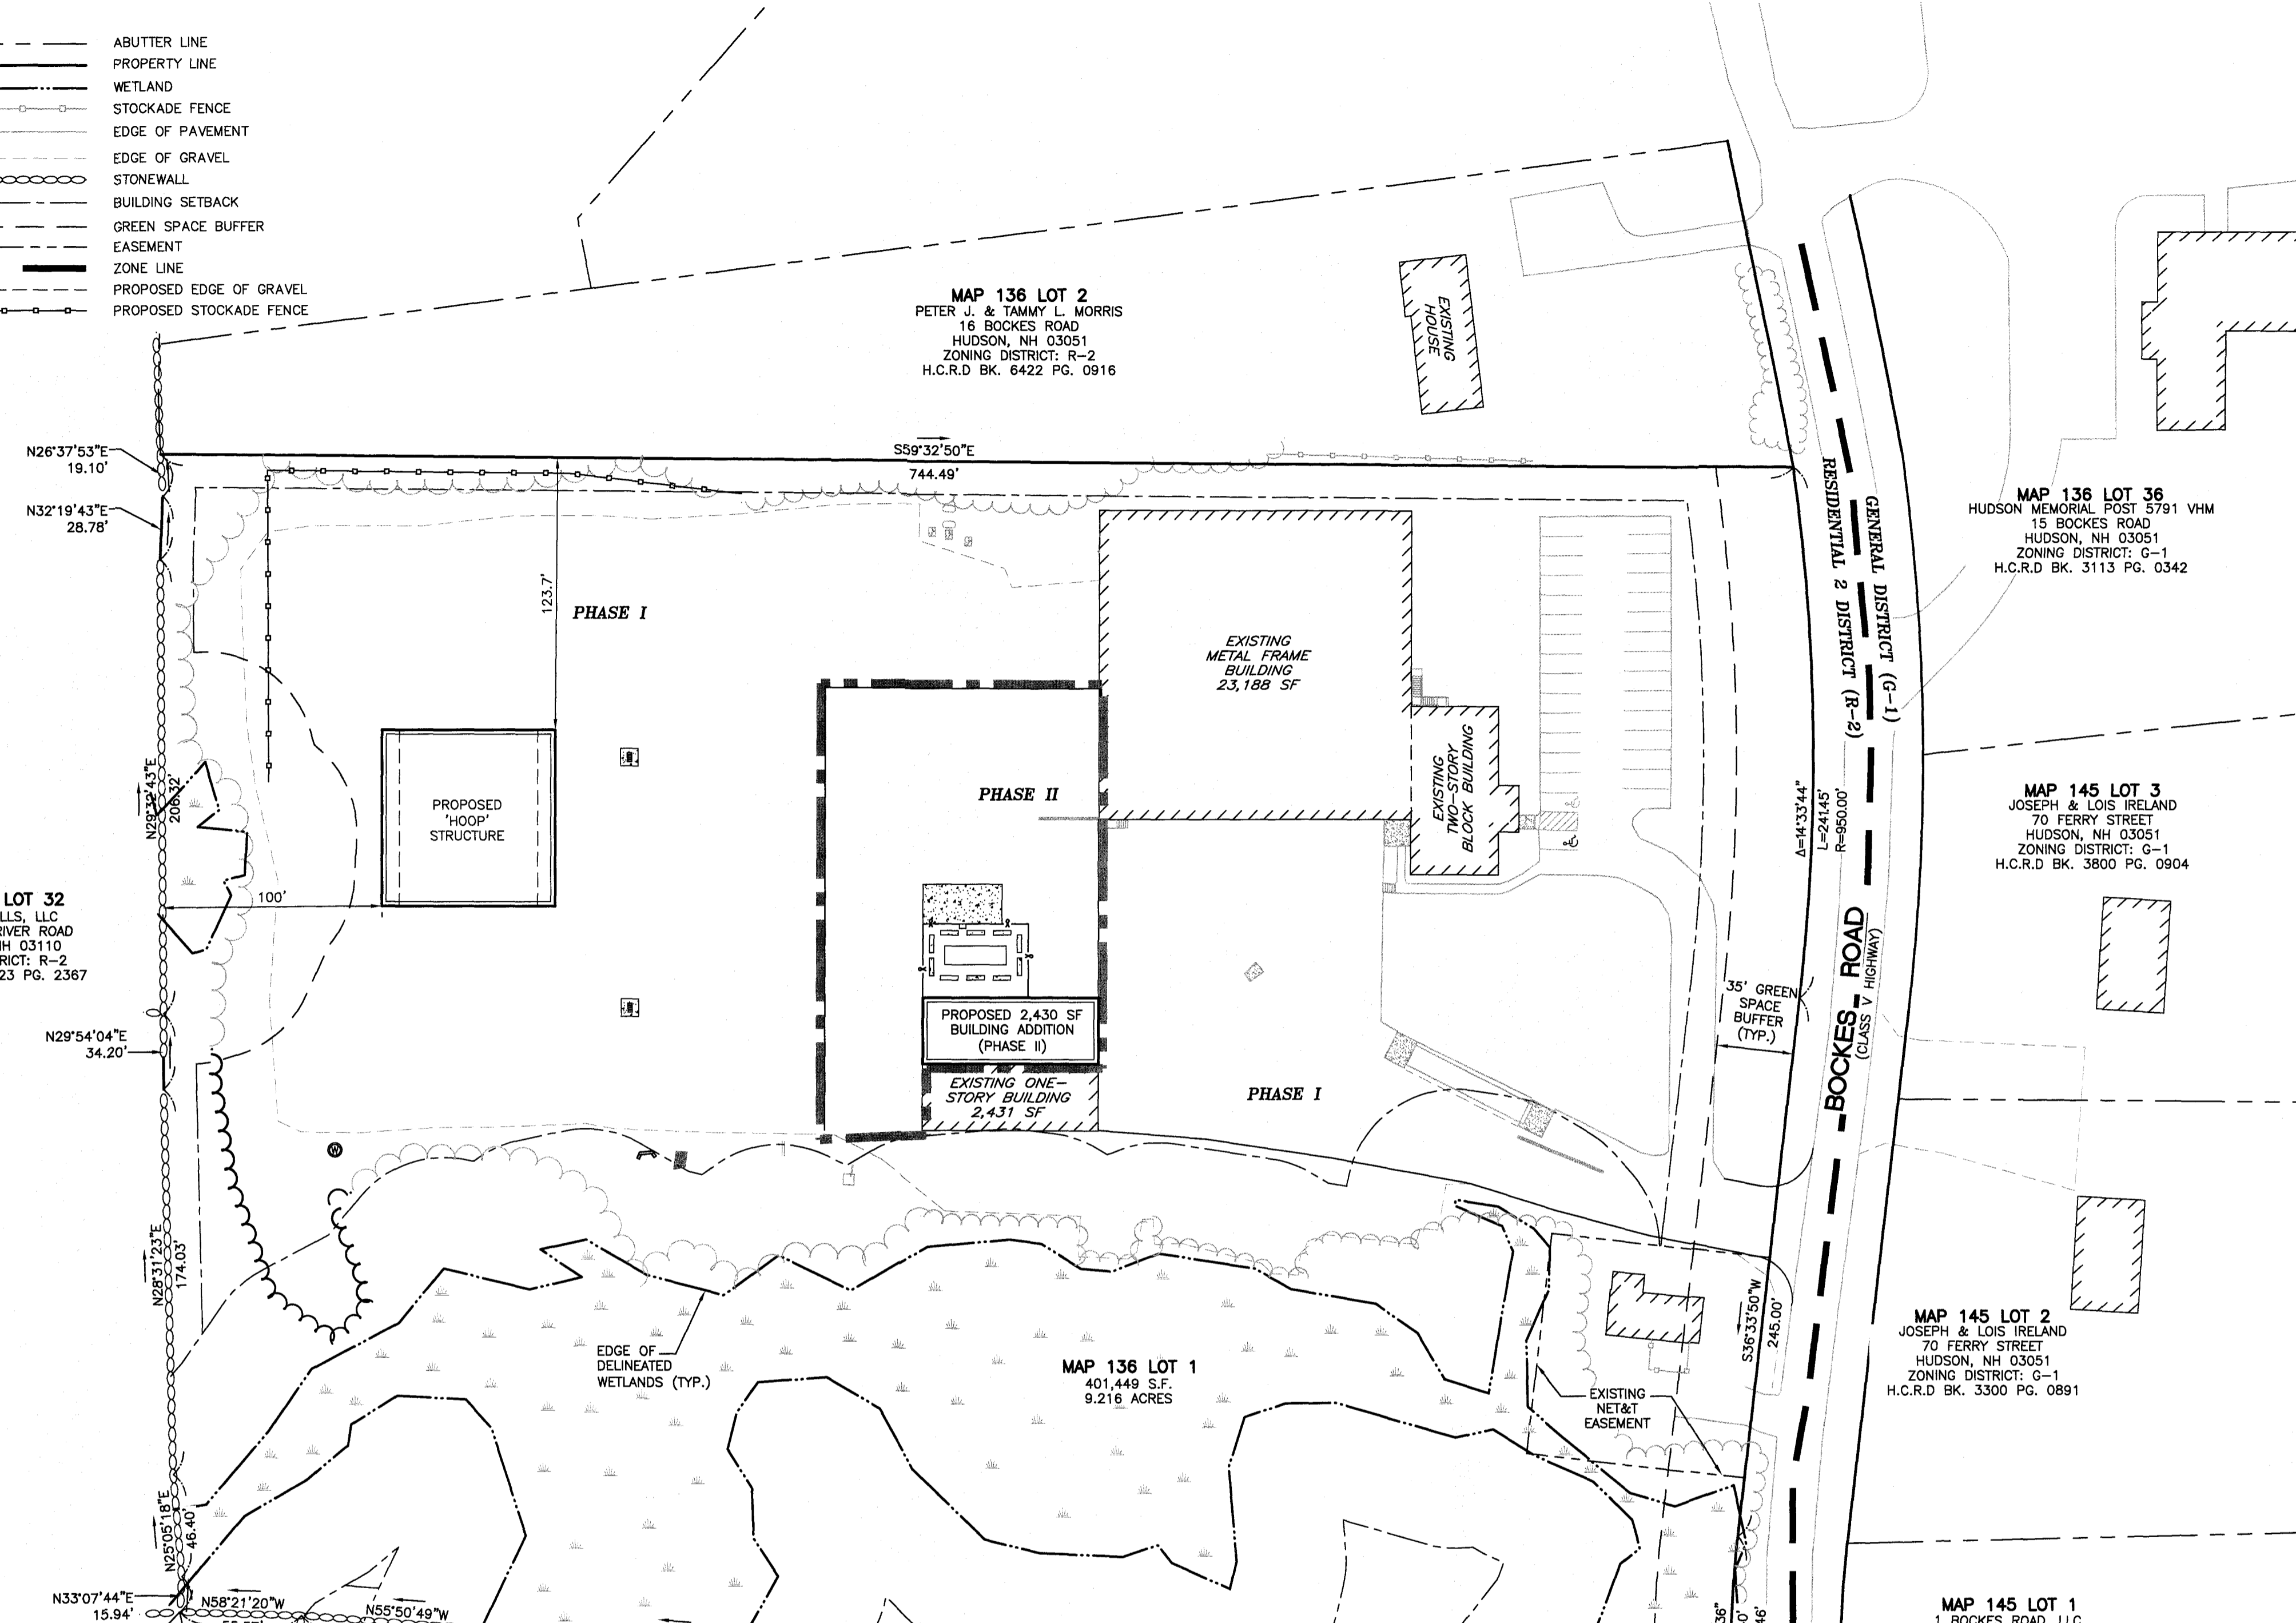 ABUTTER LINE
PROPERTY LINE
WETLAND
STOCKADE FENCE
EDGE OF PAVEMENT
EDGE OF GRAVEL
STONEWALL
BUILDING SETBACK
GREEN SPACE BUFFER
EASEMENT
ZONE LINE
PROPOSED EDGE OF GRAVEL
PROPOSED STOCKADE FENCE
MAP 136 LOT 2
PETER J. & TAMMY L. MORRIS
16 BOCKES ROAD
HUDSON, NH 03051
ZONING DISTRICT: R-2
H.C.R.D BK. 6422 PG. 0916
EXISTING
HOUSE
N26°37'53"E
19.10'
N32°19'43"E
28.78'
S59°32'50"E
744.49'
RESIDENTIAL 2 DISTRICT (R-2)
GENERAL DISTRICT (G-1)
MAP 136 LOT 36
HUDSON MEMORIAL POST 5791 VHM
15 BOCKES ROAD
HUDSON, NH 03051
ZONING DISTRICT: G-1
H.C.R.D BK. 3113 PG. 0342
123.7'
PHASE I
EXISTING
METAL FRAME
BUILDING
23,188 SF
PHASE II
EXISTING
TWO-STORY
BLOCK BUILDING
PROPOSED
'HOOP'
STRUCTURE
N29°32'43"E
206.32'
100'
Δ=14°33'44"
L=241.45'
R=950.00'
MAP 145 LOT 3
JOSEPH & LOIS IRELAND
70 FERRY STREET
HUDSON, NH 03051
ZONING DISTRICT: G-1
H.C.R.D BK. 3800 PG. 0904
LOT 32
LLS, LLC
RIVER ROAD
NH 03110
RICT: R-2
23 PG. 2367
N29°54'04"E
34.20'
PROPOSED 2,430 SF
BUILDING ADDITION
(PHASE II)
EXISTING ONE-
STORY BUILDING
2,431 SF
PHASE I
35' GREEN
SPACE
BUFFER
(TYP.)
BOCKES ROAD
(CLASS V HIGHWAY)
W
N28°31'23"E
174.03'
EDGE OF
DELINEATED
WETLANDS (TYP.)
MAP 136 LOT 1
401,449 S.F.
9.216 ACRES
S36°33'50"W
245.00'
EXISTING
NET&T
EASEMENT
MAP 145 LOT 2
JOSEPH & LOIS IRELAND
70 FERRY STREET
HUDSON, NH 03051
ZONING DISTRICT: G-1
H.C.R.D BK. 3300 PG. 0891
N25°05'18"E
46.40'
N33°07'44"E
15.94'
N58°21'20"W
N55°50'49"W
MAP 145 LOT 1
1 BOCKES ROAD, LLC